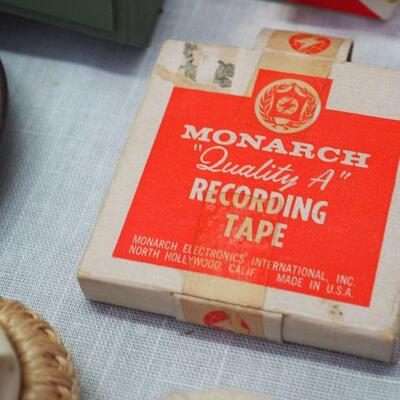 MONARCH
"Quality A"
RECORDING
TAPE
MONARCH ELECTRONICS INTERNATIONAL, INC.
NORTH HOLLYWOOD, CALIF. MADE IN U.S.A.